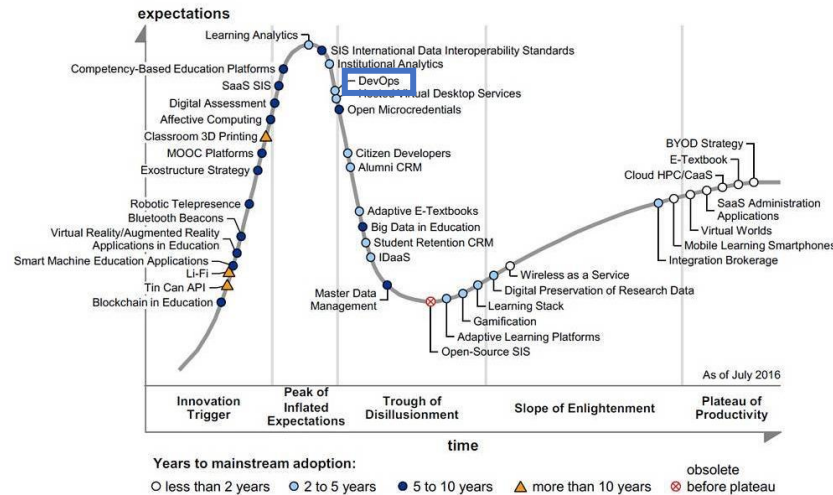 expectations
Learning Analytics
SIS International Data Interoperability Standards
Institutional Analytics
DevOps
Hosted Virtual Desktop Services
Open Microcredentials
Competency-Based Education Platforms
SaaS SIS
Digital Assessment
Affective Computing
Classroom 3D Printing
MOOC Platforms
Exostructure Strategy
Robotic Telepresence
Bluetooth Beacons
Virtual Reality/Augmented Reality
Applications in Education
Smart Machine Education Applications
Li-Fi
Tin Can API
Blockchain in Education
Citizen Developers
Alumni CRM
Adaptive E-Textbooks
Big Data in Education
Student Retention CRM
IDaaS
Master Data
Management
Open-Source SIS
Adaptive Learning Platforms
Gamification
Learning Stack
Digital Preservation of Research Data
Wireless as a Service
BYOD Strategy
E-Textbook
Cloud HPC/CaaS
SaaS Administration
Applications
Virtual Worlds
Mobile Learning Smartphones
Integration Brokerage
As of July 2016
Innovation
Trigger
Peak of
Inflated
Expectations
Trough of
Disillusionment
Slope of Enlightenment
Plateau of
Productivity
time
Years to mainstream adoption:
less than 2 years
2 to 5 years
5 to 10 years
more than 10 years
obsolete
before plateau